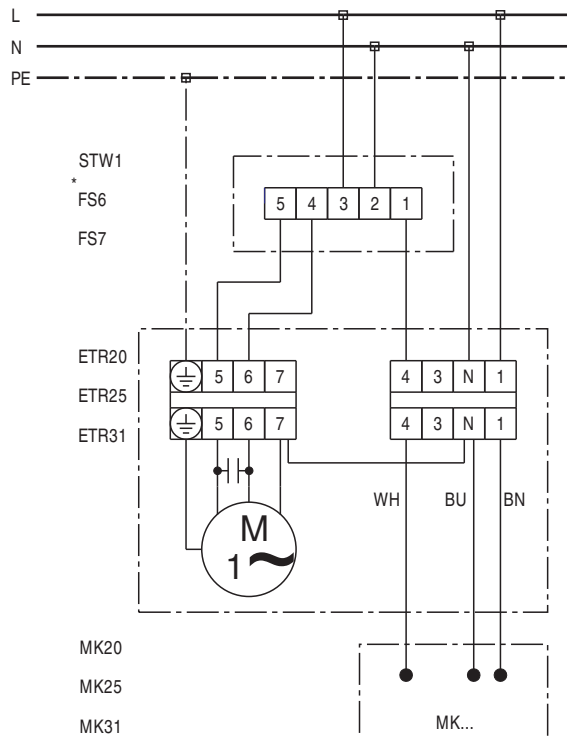 L
N
PE
STW1
*
FS6
5 4 3 2 1
FS7
ETR20
5 6 7 4 3 N 1
ETR25
ETR31
5 6 7 4 3 N 1
WH BU BN
M
1~
MK20
MK25
MK...
MK31